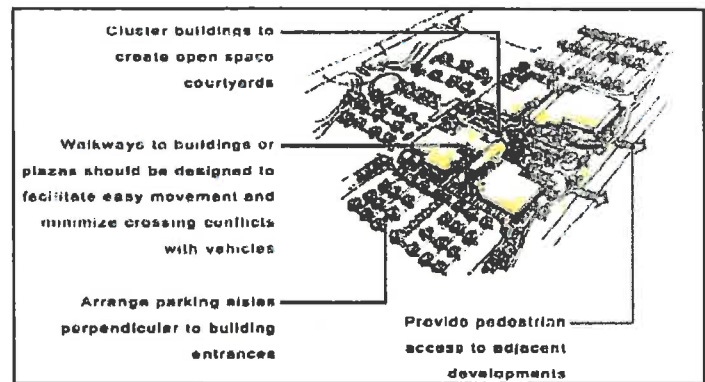 Cluster buildings to
create open space
courtyards
Walkways to buildings or
plazas should be designed to
facilitate easy movement and
minimize crossing conflicts
with vehicles
Arrange parking aisles
perpendicular to building
entrances
Provide pedestrian
access to adjacent
developments